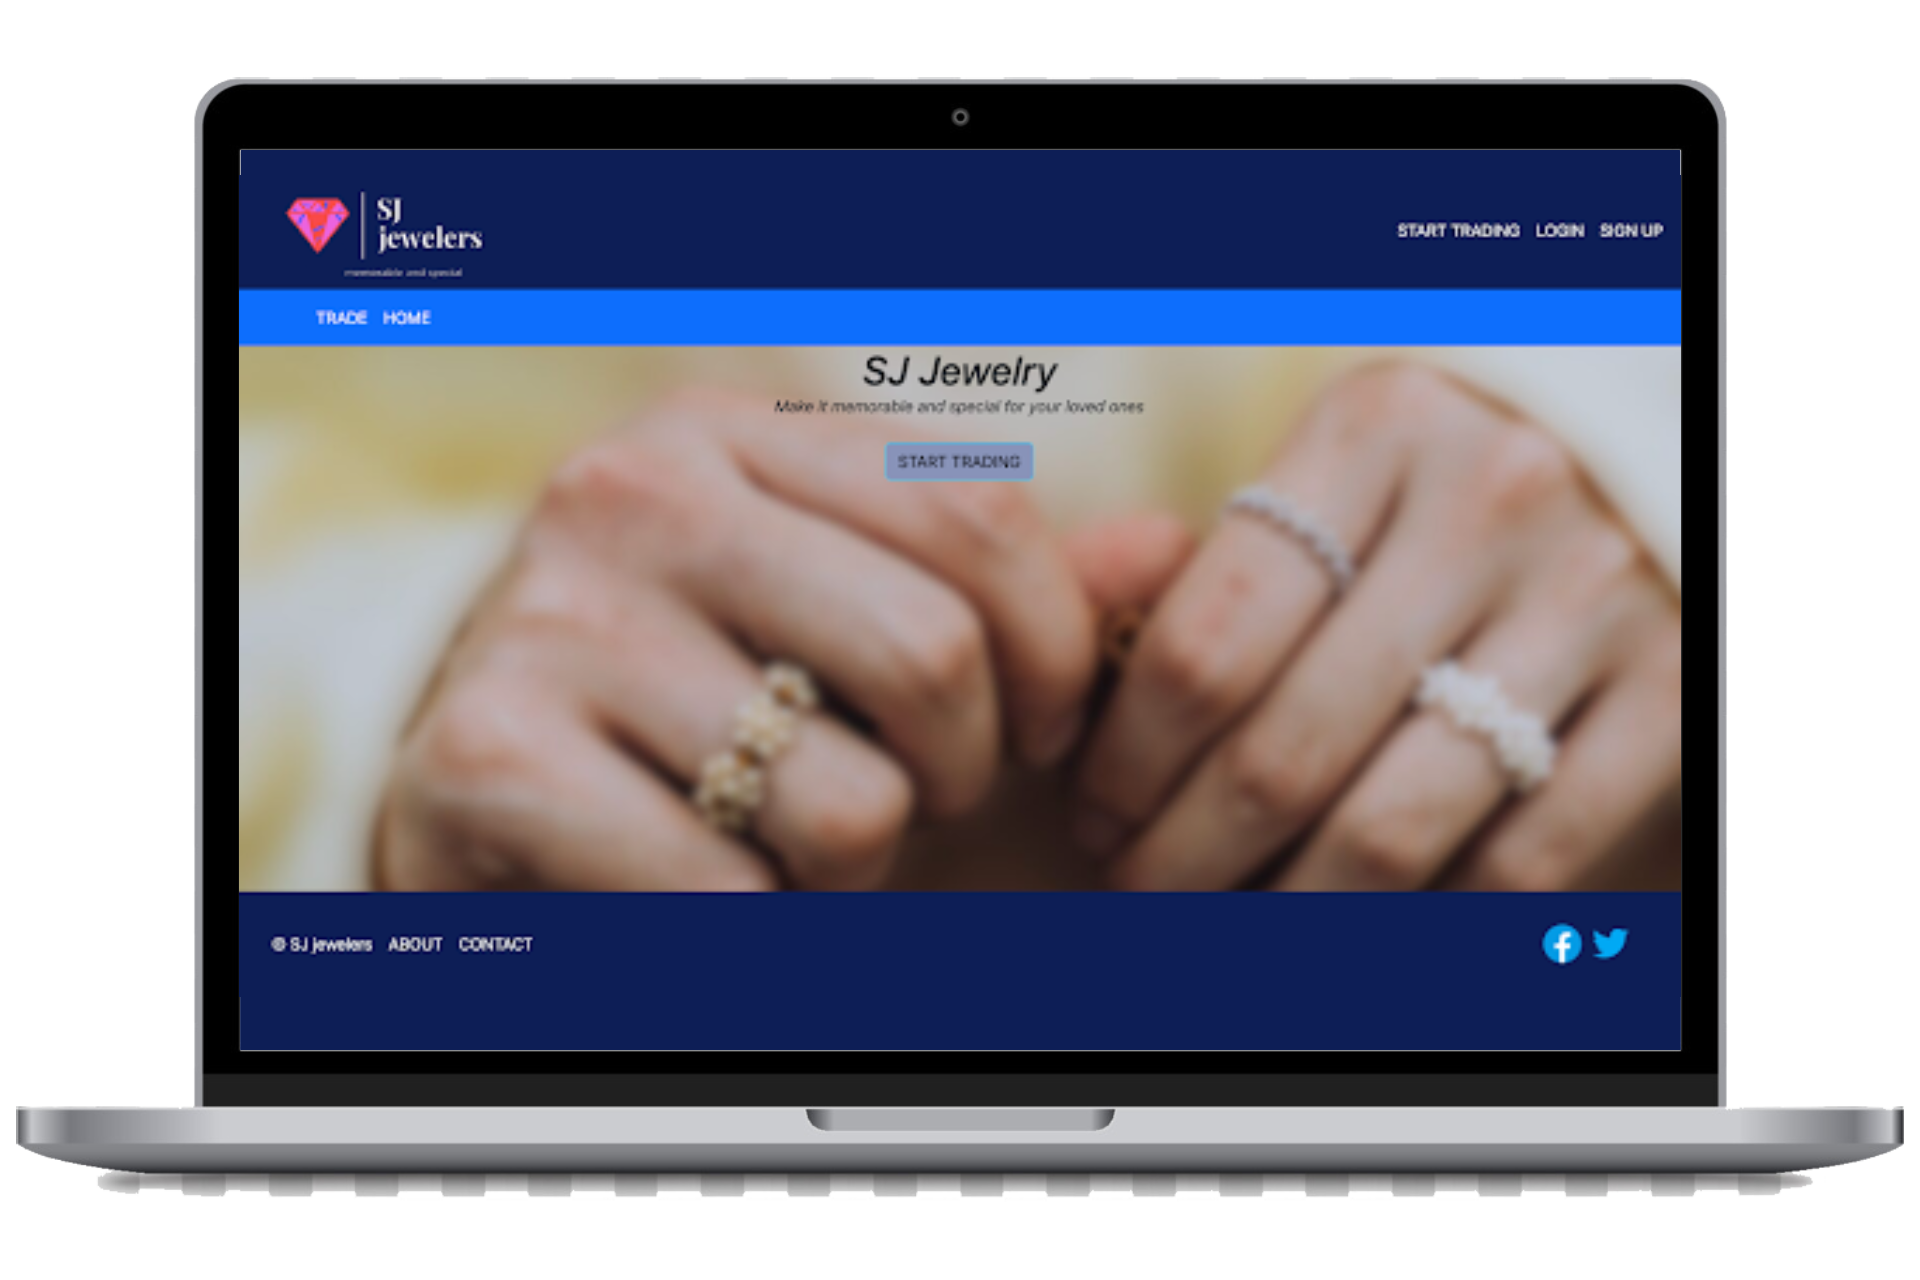 SJ
jewelers
memorable and special
START TRADING LOGIN SIGN UP
TRADE HOME
SJ Jewelry
Make it memorable and special for your loved ones
START TRADING
© SJ jewelers ABOUT CONTACT